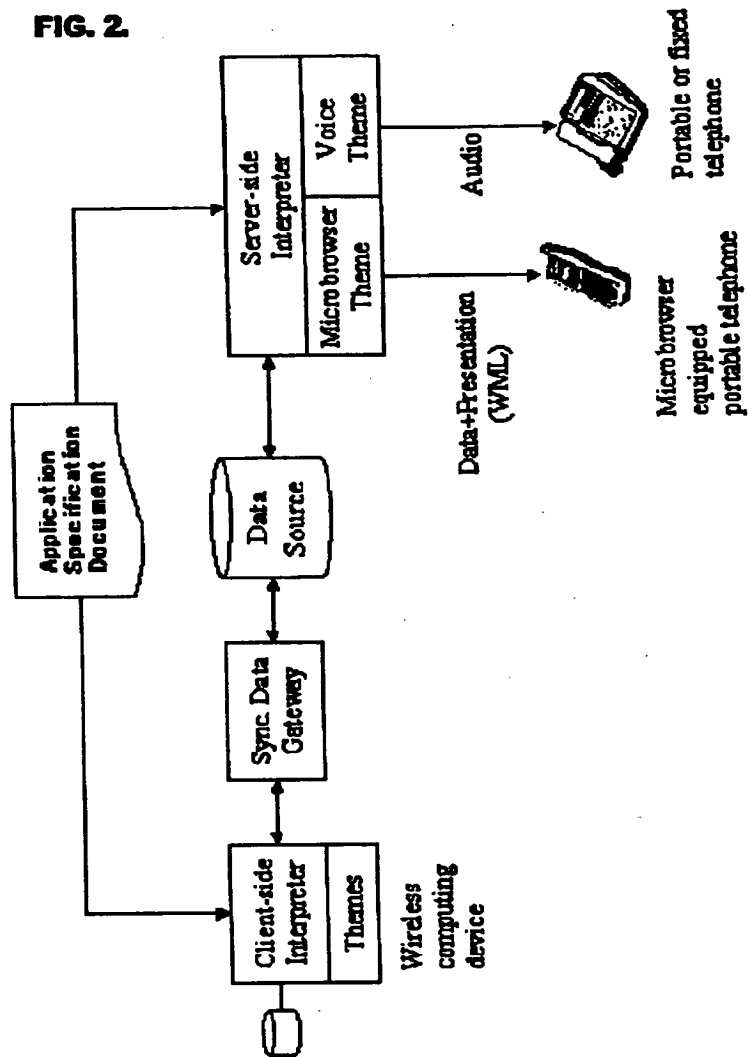 FIG. 2.
Application
Specification
Document
Client-side
Interpreter
Themes
Wireless
computing
device
Sync Data
Gateway
Data
Source
Server-side
Interpreter
Microbrowser
Theme
Voice
Theme
Data+Presentation
(WML)
Audio
Microbrowser
equipped
portable telephone
Portable or fixed
telephone